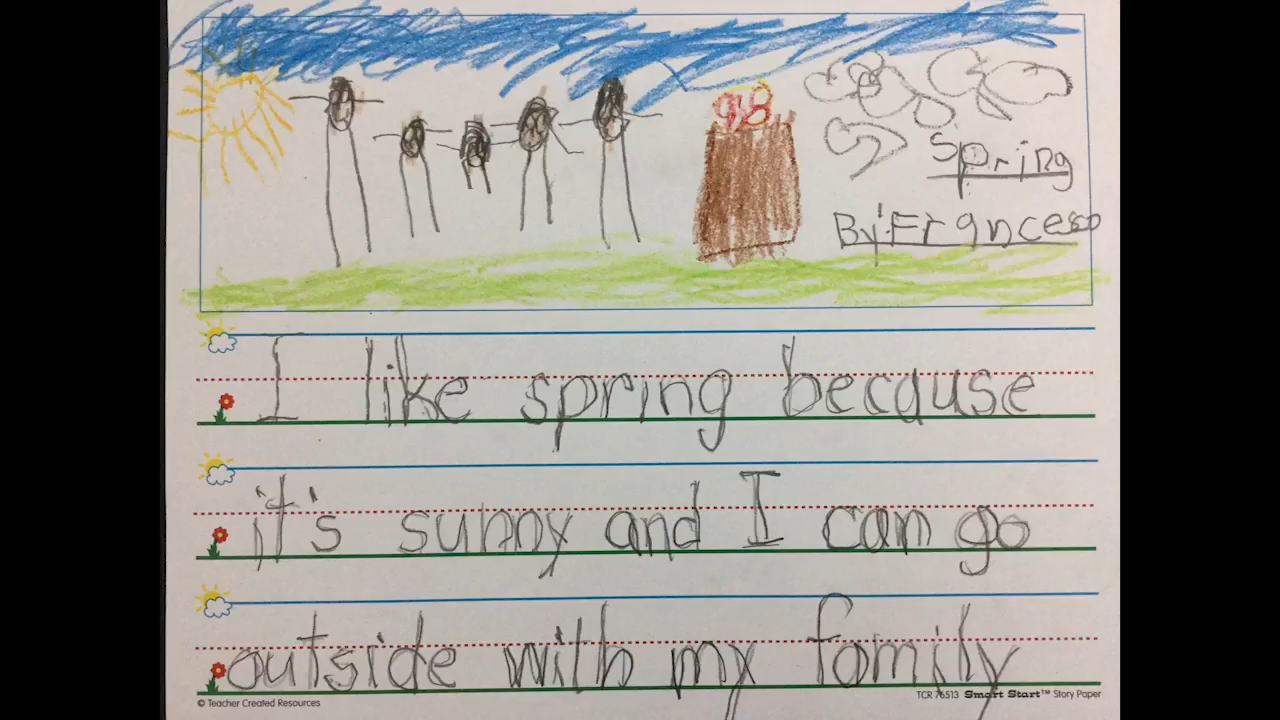 Spring
By: Francesco
I like spring because
it's sunny and I can go
outside with my family
© Teacher Created Resources
TCR 76513 Smart Start™ Story Paper